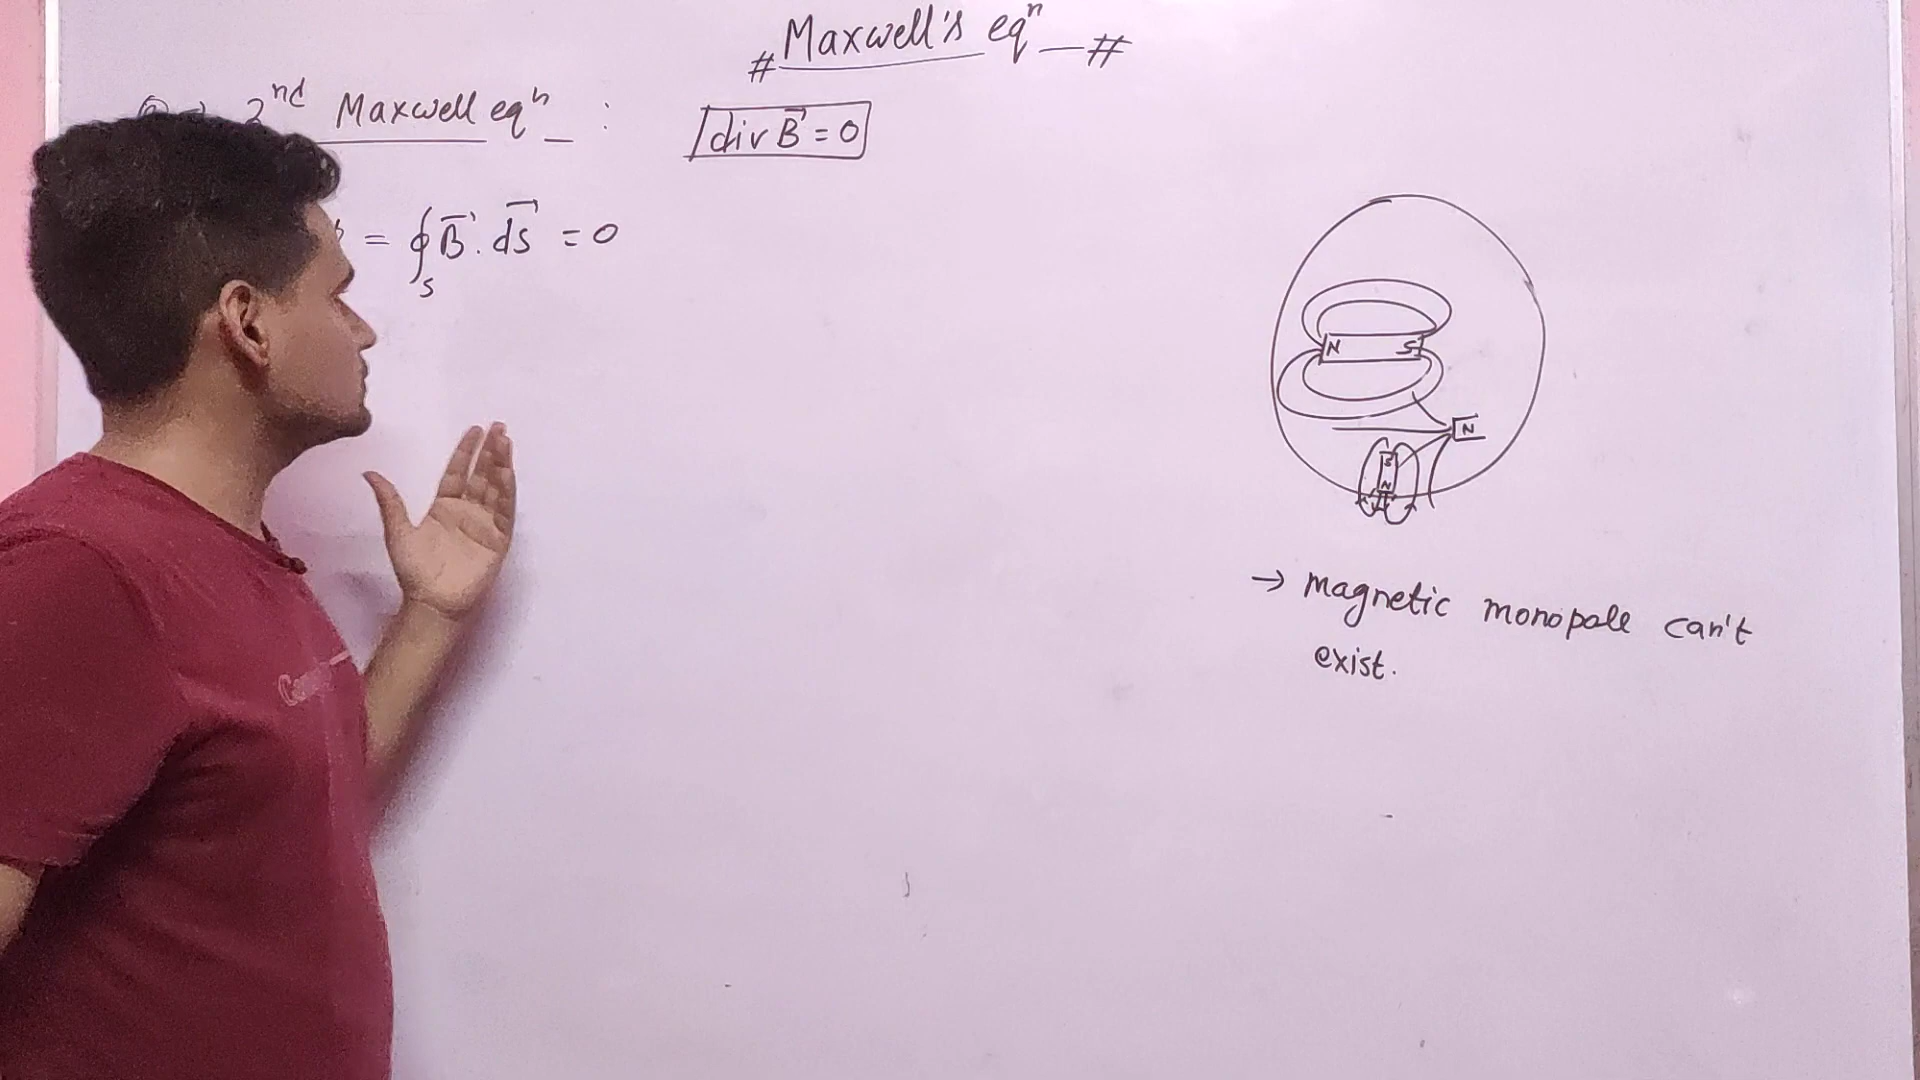 # Maxwell's eqⁿ #
2ⁿᵈ Maxwell eqⁿ : div B⃗ = 0
= ∮ₛ B⃗ . ds⃗ = 0
N S
N
S
N
→ magnetic monopole can't
exist.